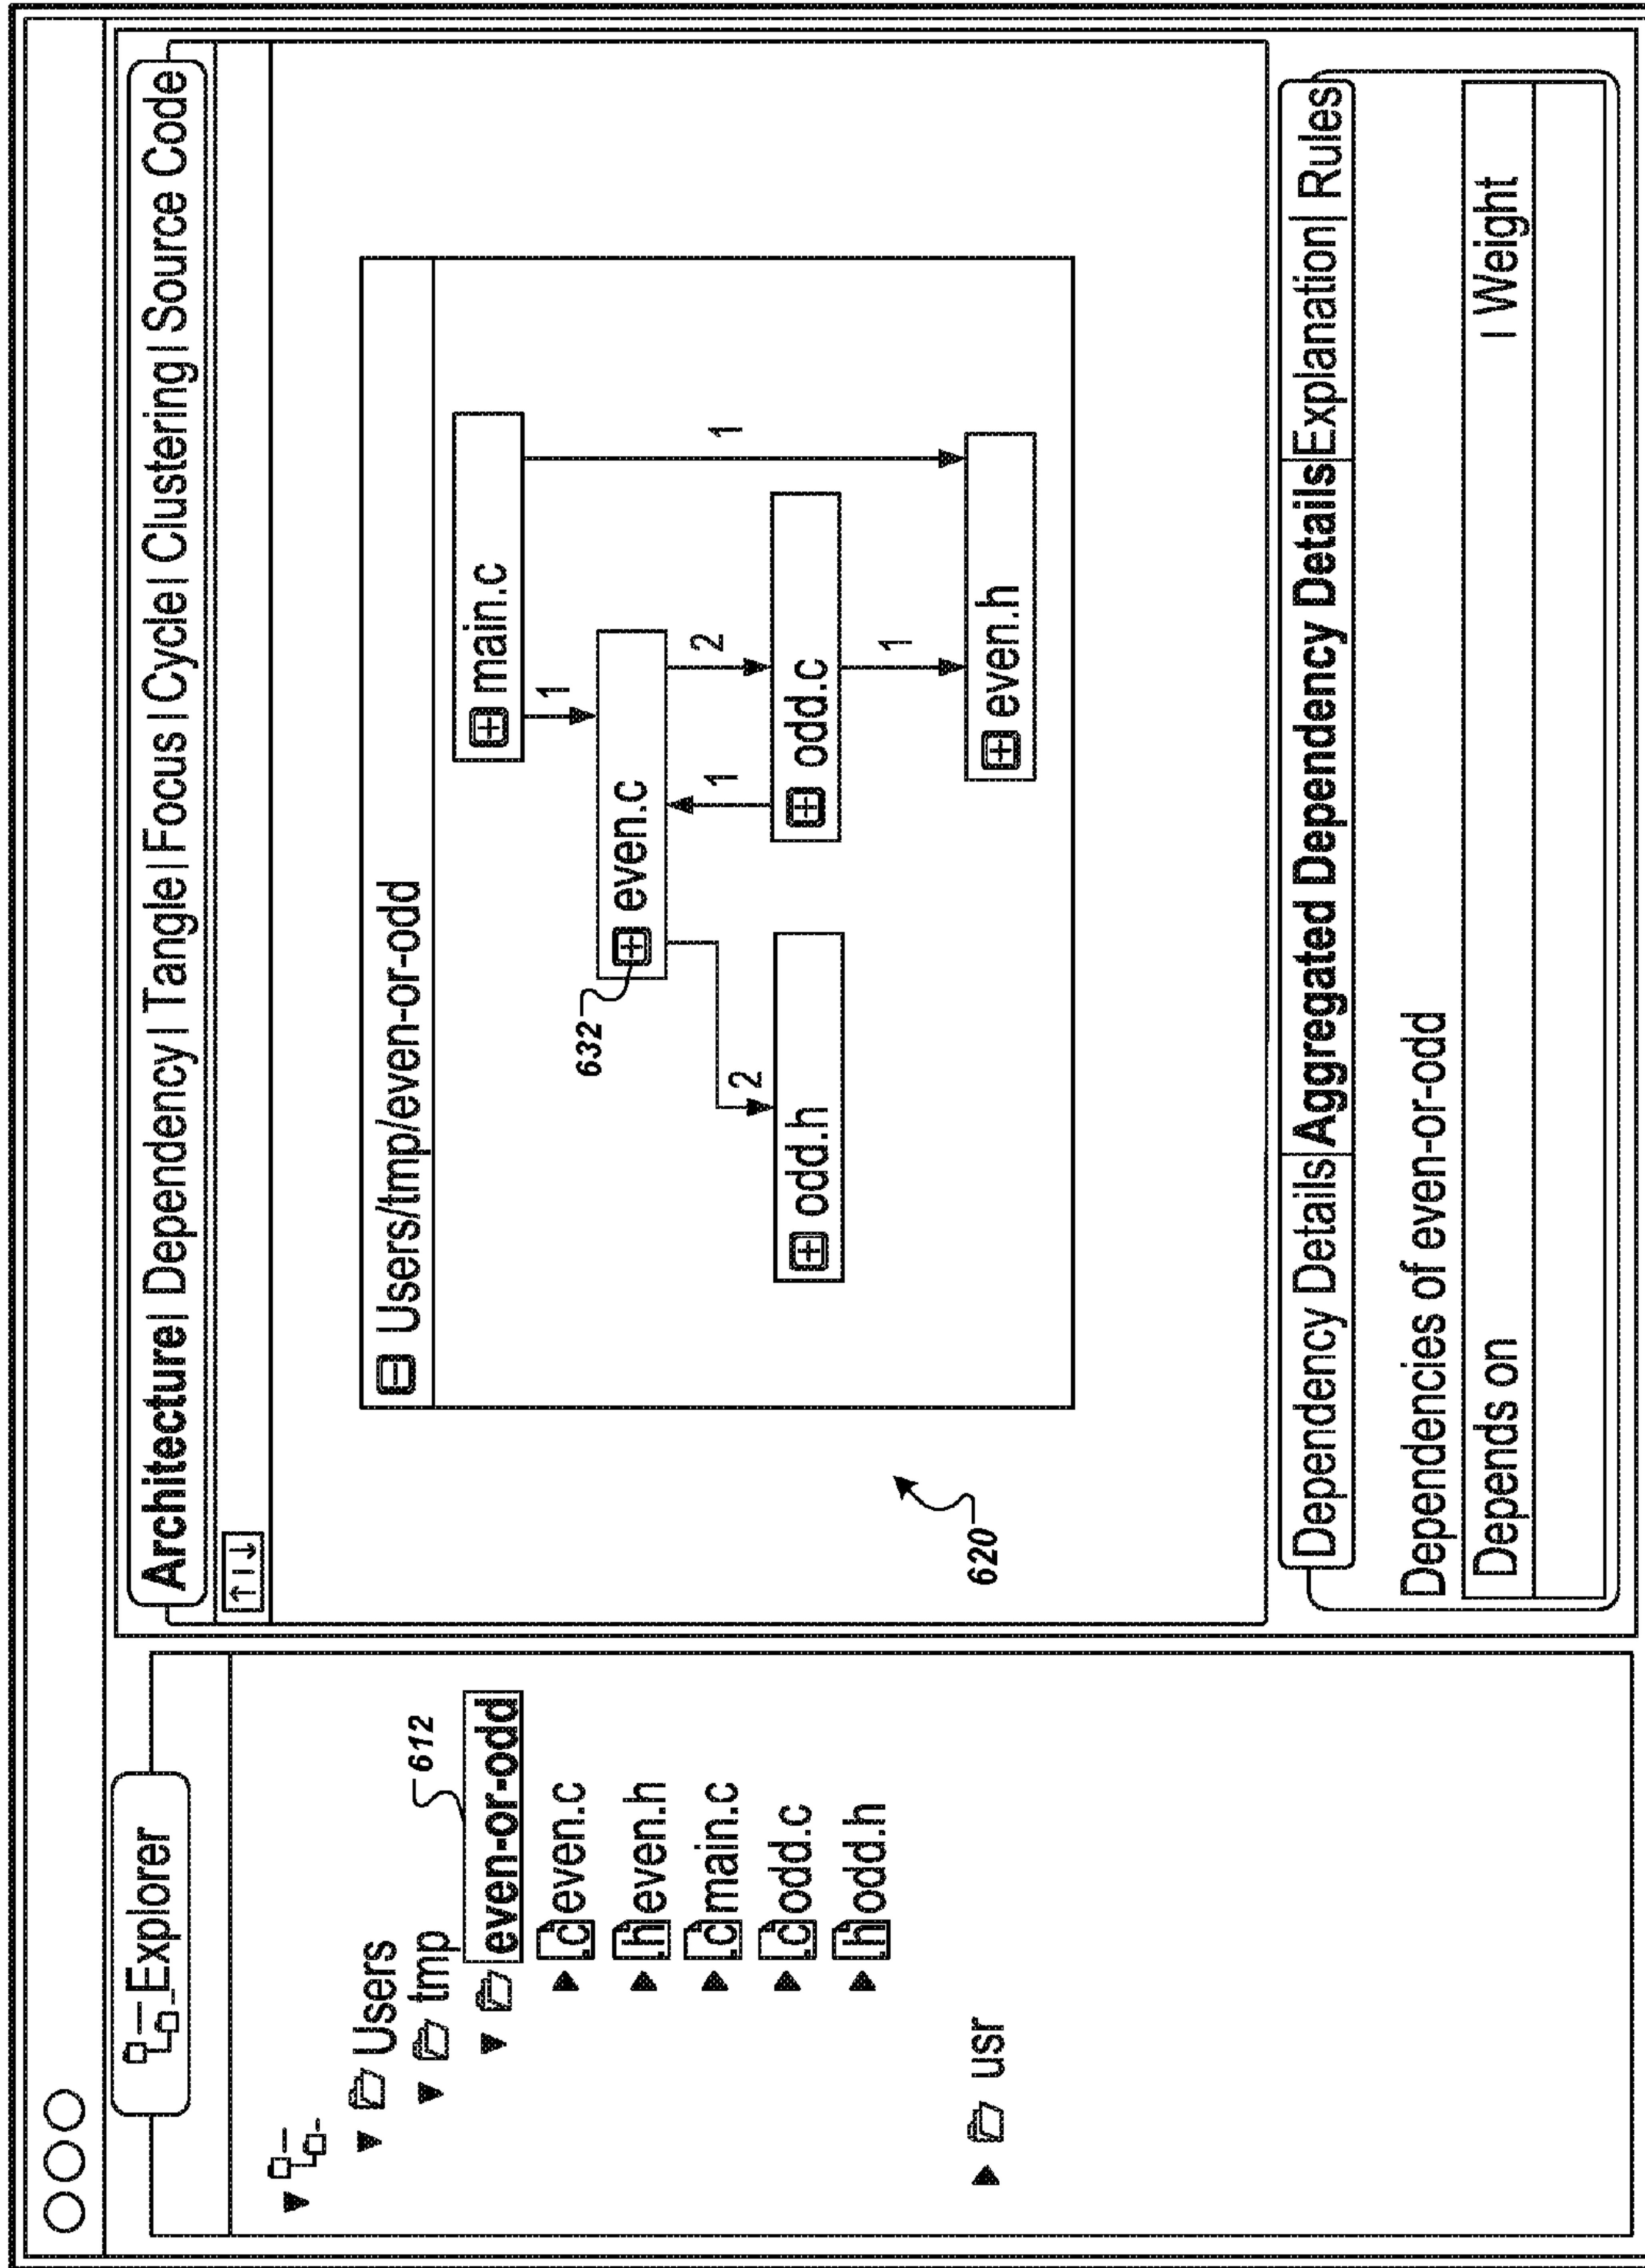 Explorer
Users
tmp
612
even-or-odd
.c even.c
.h even.h
.c main.c
.c odd.c
.h odd.h
usr
Architecture| Dependency| Tangle|Focus |Cycle| Clustering| Source Code
↑|↓
Users/tmp/even-or-odd
main.c
1
1
632
even.c
2
1
2
odd.h
odd.c
1
even.h
620
Dependency Details| Aggregated Dependency Details|Explanation| Rules
Dependencies of even-or-odd
Depends on | Weight